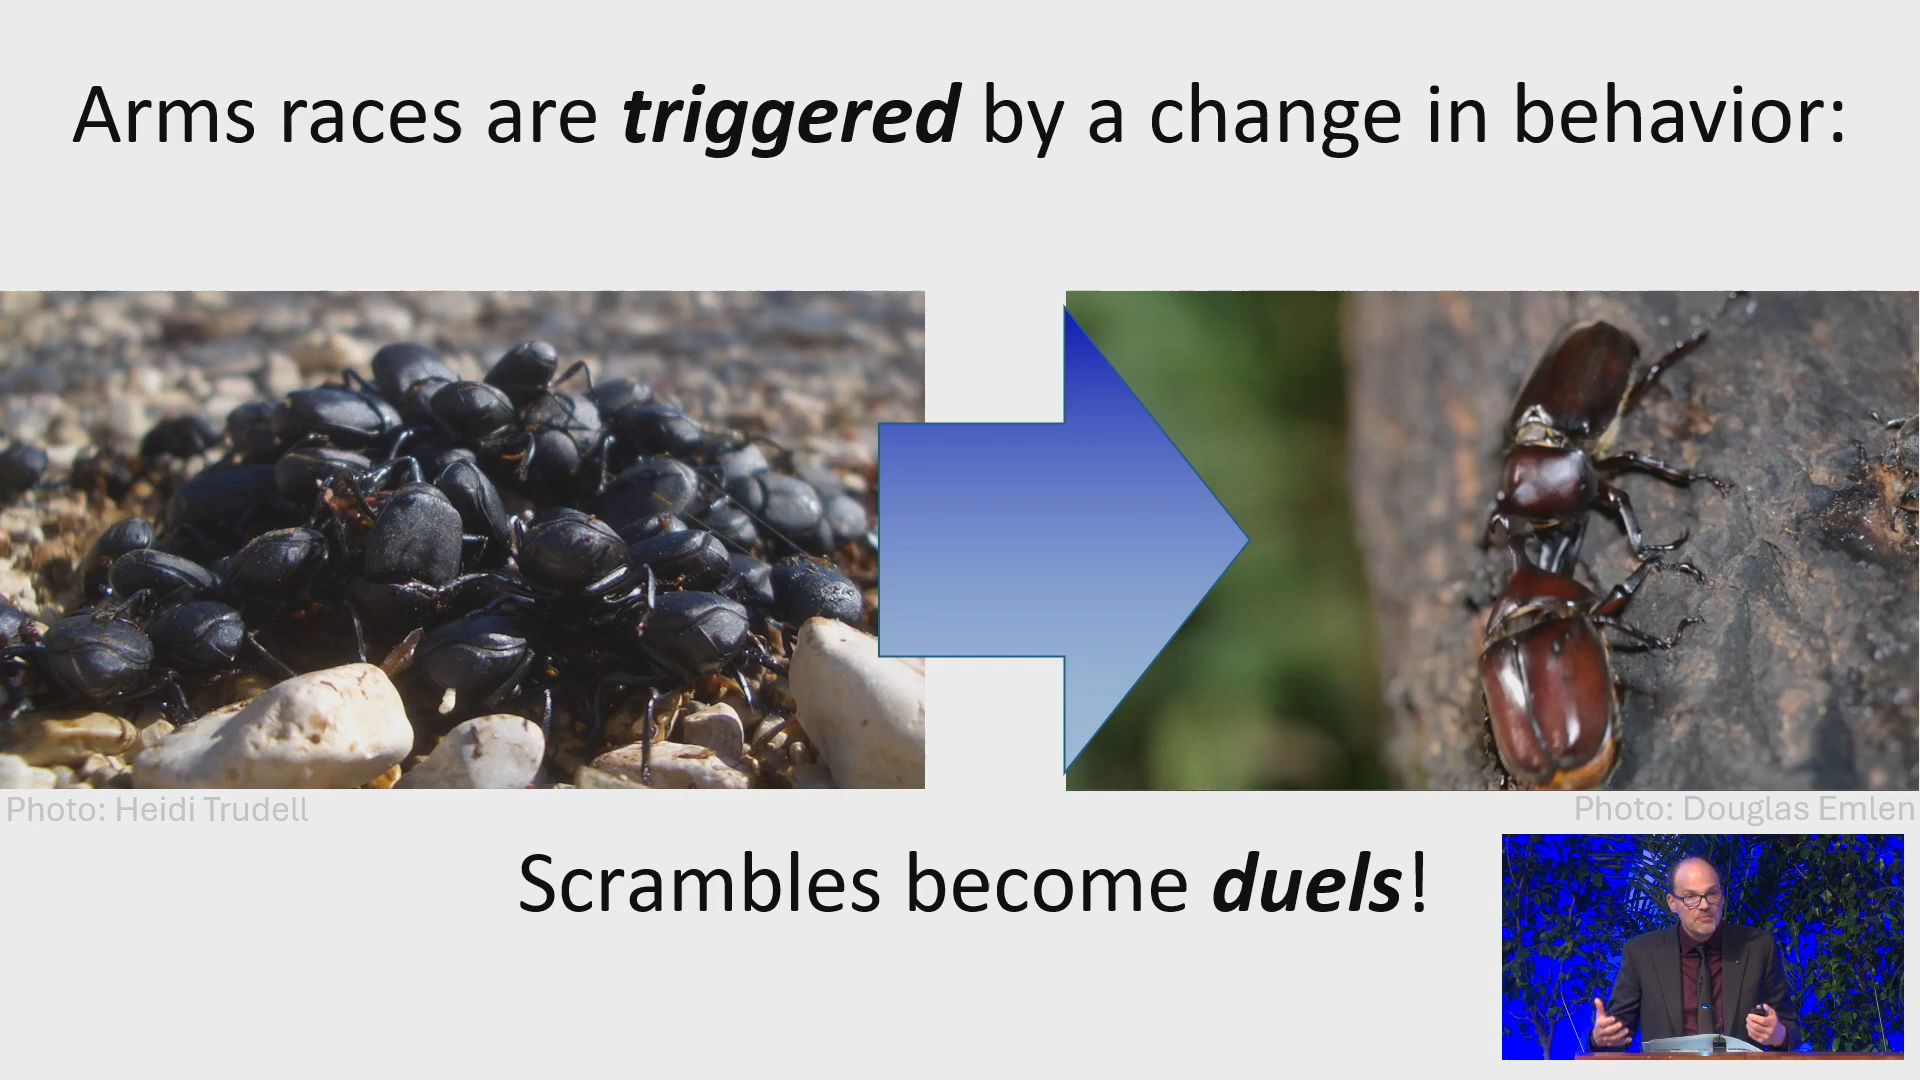 Arms races are triggered by a change in behavior:
Photo: Heidi Trudell
Photo: Douglas Emlen
Scrambles become duels!